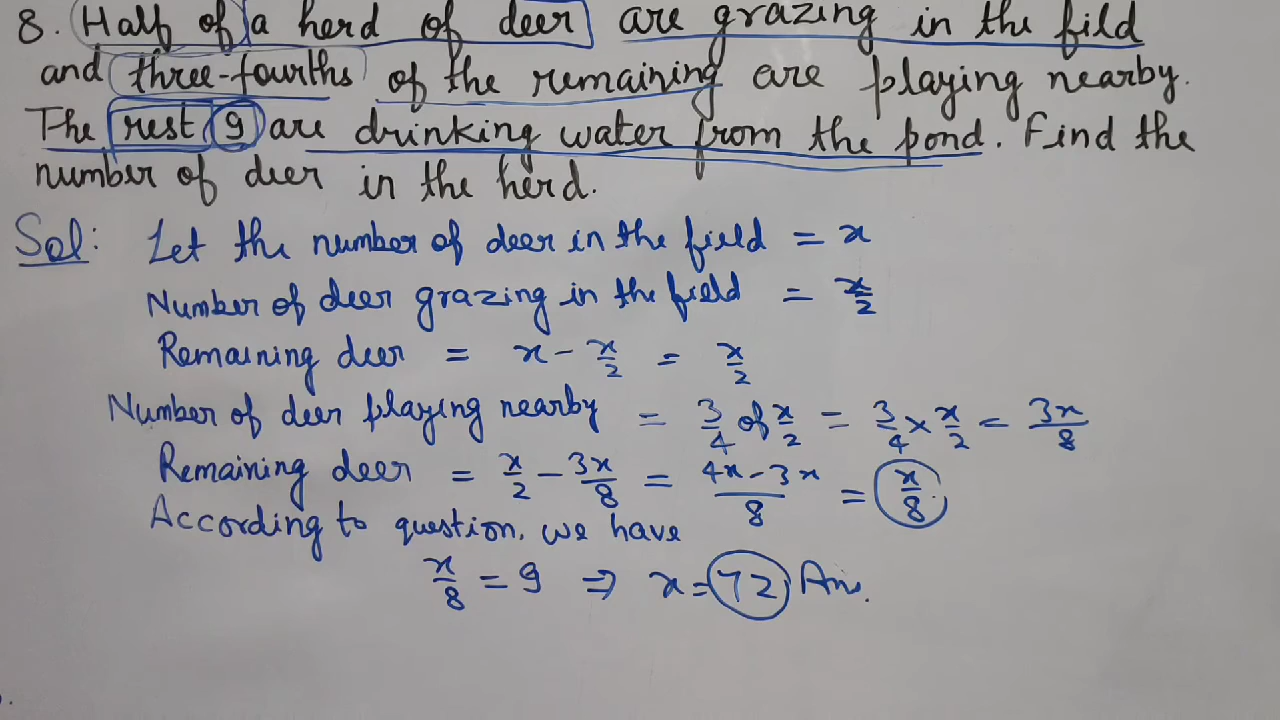 8. Half of a herd of deer are grazing in the fild
and three-fourths of the remaining are playing nearby.
The rest 9 are drinking water from the pond. Find the
number of deer in the herd.
Sol: Let the number of deer in the field = x
Number of deer grazing in the field = x/2
Remaining deer = x - x/2 = x/2
Number of deer playing nearby = 3/4 of x/2 = 3/4 × x/2 = 3x/8
Remaining deer = x/2 - 3x/8 = (4x - 3x)/8 = x/8
According to question, we have
x/8 = 9 ⇒ x = 72 Ans.